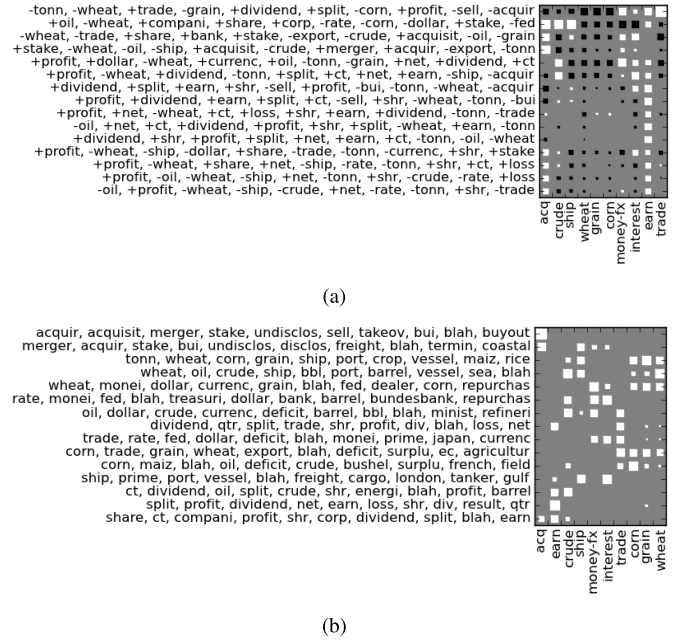 -tonn, -wheat, +trade, -grain, +dividend, +split, -corn, +profit, -sell, -acquir
+oil, -wheat, +compani, +share, +corp, -rate, -corn, -dollar, +stake, -fed
-wheat, -trade, +share, +bank, +stake, -export, -crude, +acquisit, -oil, -grain
+stake, -wheat, -oil, -ship, +acquisit, -crude, +merger, +acquir, -export, -tonn
+profit, +dollar, -wheat, +currenc, +oil, -tonn, -grain, +net, +dividend, +ct
+profit, -wheat, +dividend, -tonn, +split, +ct, +net, +earn, -ship, -acquir
+dividend, +split, +earn, +shr, -sell, +profit, -bui, -tonn, -wheat, -acquir
+profit, +dividend, +earn, +split, +ct, -sell, +shr, -wheat, -tonn, -bui
+profit, +net, -wheat, +ct, +loss, +shr, +earn, +dividend, -tonn, -trade
-oil, +net, +ct, +dividend, +profit, +shr, +split, -wheat, +earn, -tonn
+dividend, +shr, +profit, +split, +net, +earn, +ct, -tonn, -oil, -wheat
+profit, -wheat, -ship, -dollar, +share, -trade, -tonn, -currenc, +shr, +stake
+profit, -wheat, +share, +net, -ship, -rate, -tonn, +shr, +ct, +loss
+profit, -oil, -wheat, -ship, +net, -tonn, +shr, -crude, -rate, +loss
-oil, +profit, -wheat, -ship, -crude, +net, -rate, -tonn, +shr, -trade
acq crude ship wheat grain corn money-fx interest earn trade
(a)
acquir, acquisit, merger, stake, undisclos, sell, takeov, bui, blah, buyout
merger, acquir, stake, bui, undisclos, disclos, freight, blah, termin, coastal
tonn, wheat, corn, grain, ship, port, crop, vessel, maiz, rice
wheat, oil, crude, ship, bbl, port, barrel, vessel, sea, blah
wheat, monei, dollar, currenc, grain, blah, fed, dealer, corn, repurchas
rate, monei, fed, blah, treasuri, dollar, bank, barrel, bundesbank, repurchas
oil, dollar, crude, currenc, deficit, barrel, bbl, blah, minist, refineri
dividend, qtr, split, trade, shr, profit, div, blah, loss, net
trade, rate, fed, dollar, deficit, blah, monei, prime, japan, currenc
corn, trade, grain, wheat, export, blah, deficit, surplu, ec, agricultur
corn, maiz, blah, oil, deficit, crude, bushel, surplu, french, field
ship, prime, port, vessel, blah, freight, cargo, london, tanker, gulf
ct, dividend, oil, split, crude, shr, energi, blah, profit, barrel
split, profit, dividend, net, earn, loss, shr, div, result, qtr
share, ct, compani, profit, shr, corp, dividend, split, blah, earn
acq earn crude ship money-fx interest trade corn grain wheat
(b)